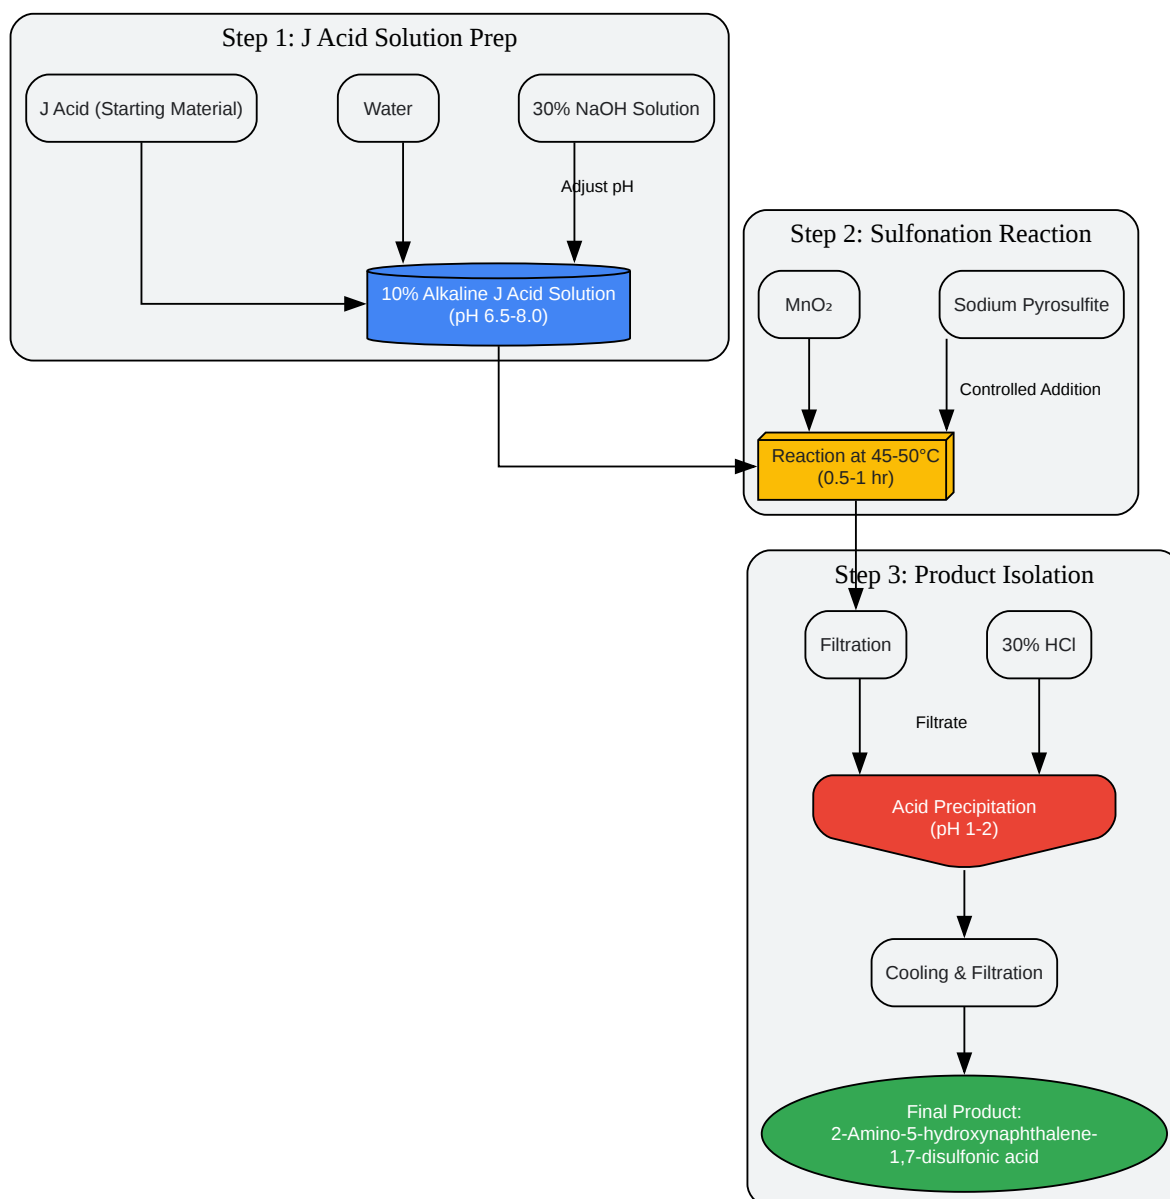 Step 1: J Acid Solution Prep
J Acid (Starting Material)
Water
30% NaOH Solution
Adjust pH
10% Alkaline J Acid Solution
(pH 6.5-8.0)
Step 2: Sulfonation Reaction
MnO₂
Sodium Pyrosulfite
Controlled Addition
Reaction at 45-50°C
(0.5-1 hr)
Step 3: Product Isolation
Filtration
30% HCl
Filtrate
Acid Precipitation
(pH 1-2)
Cooling & Filtration
Final Product:
2-Amino-5-hydroxynaphthalene-
1,7-disulfonic acid